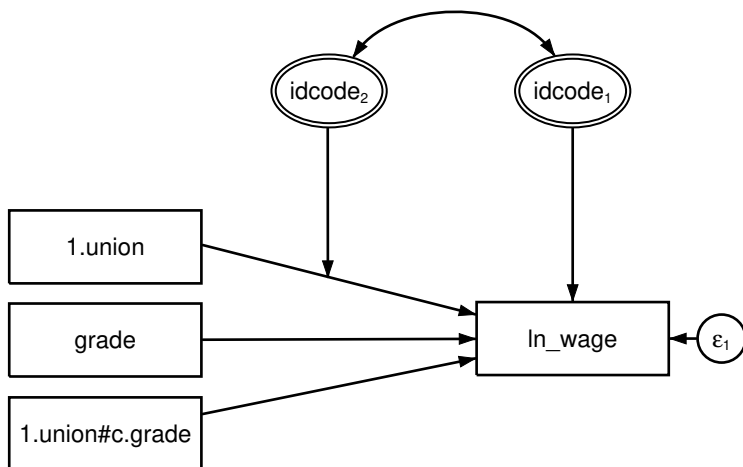 idcode₂
idcode₁
1.union
grade
ln_wage
ε₁
1.union#c.grade